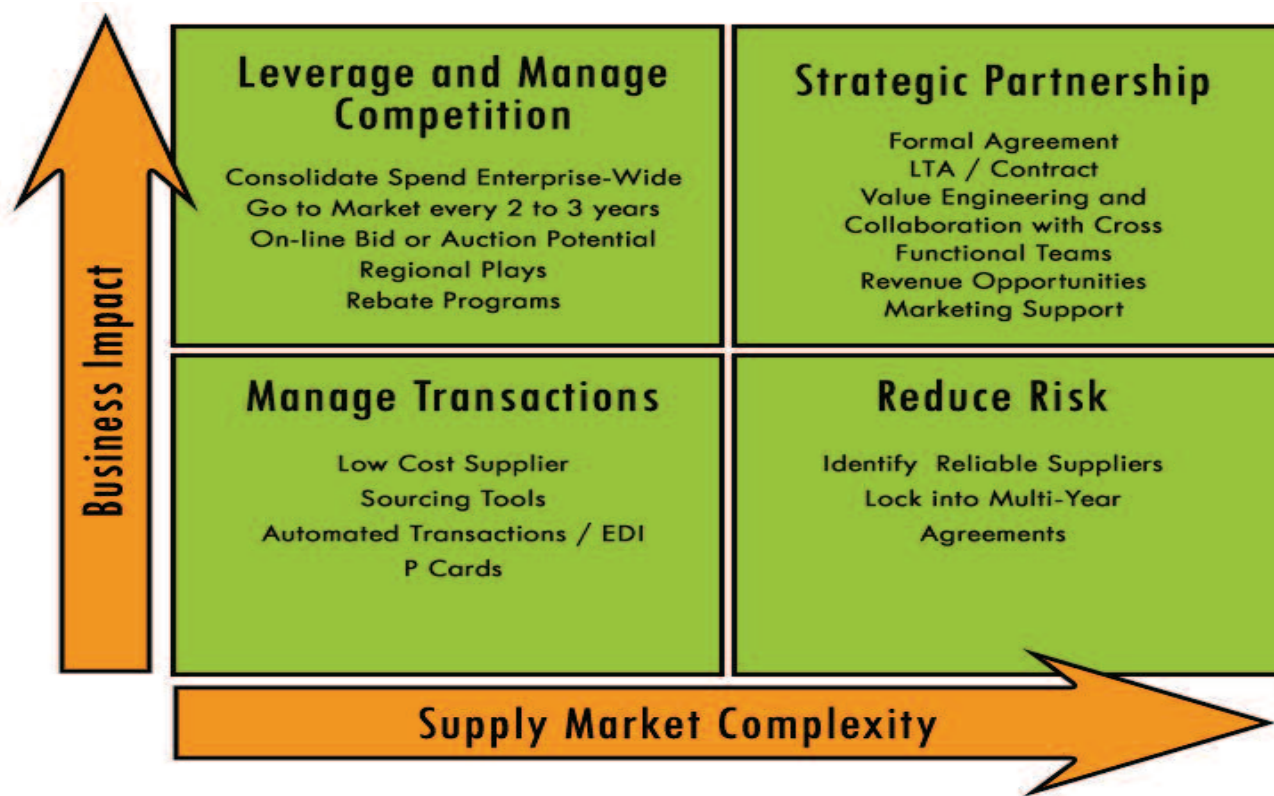 Leverage and Manage
Competition
Consolidate Spend Enterprise-Wide
Go to Market every 2 to 3 years
On-line Bid or Auction Potential
Regional Plays
Rebate Programs
Strategic Partnership
Formal Agreement
LTA / Contract
Value Engineering and
Collaboration with Cross
Functional Teams
Revenue Opportunities
Marketing Support
Business Impact
Manage Transactions
Low Cost Supplier
Sourcing Tools
Automated Transactions / EDI
P Cards
Reduce Risk
Identify Reliable Suppliers
Lock into Multi-Year
Agreements
Supply Market Complexity